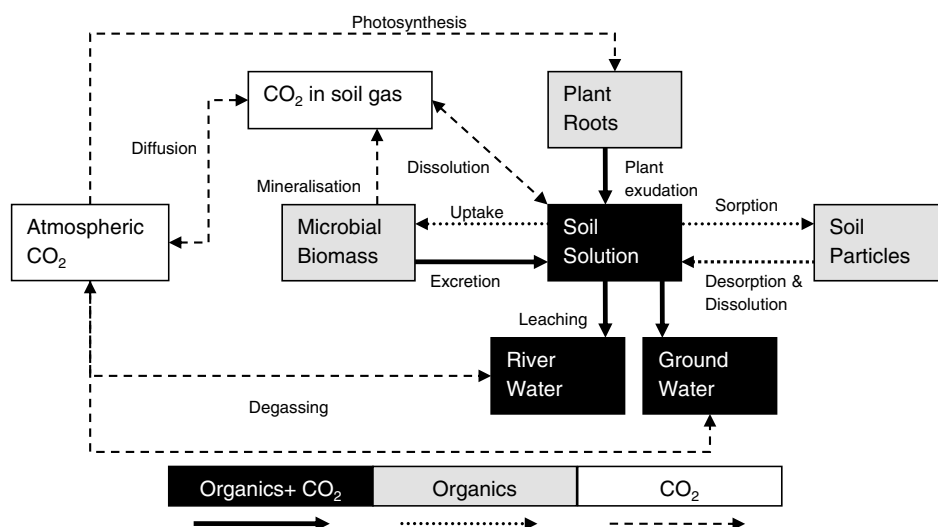 Photosynthesis
CO₂ in soil gas
Plant
Roots
Diffusion
Dissolution
Plant
exudation
Mineralisation
Atmospheric
CO₂
Microbial
Biomass
Uptake
Soil
Solution
Sorption
Soil
Particles
Excretion
Desorption &
Dissolution
Leaching
River
Water
Ground
Water
Degassing
Organics+ CO₂
Organics
CO₂